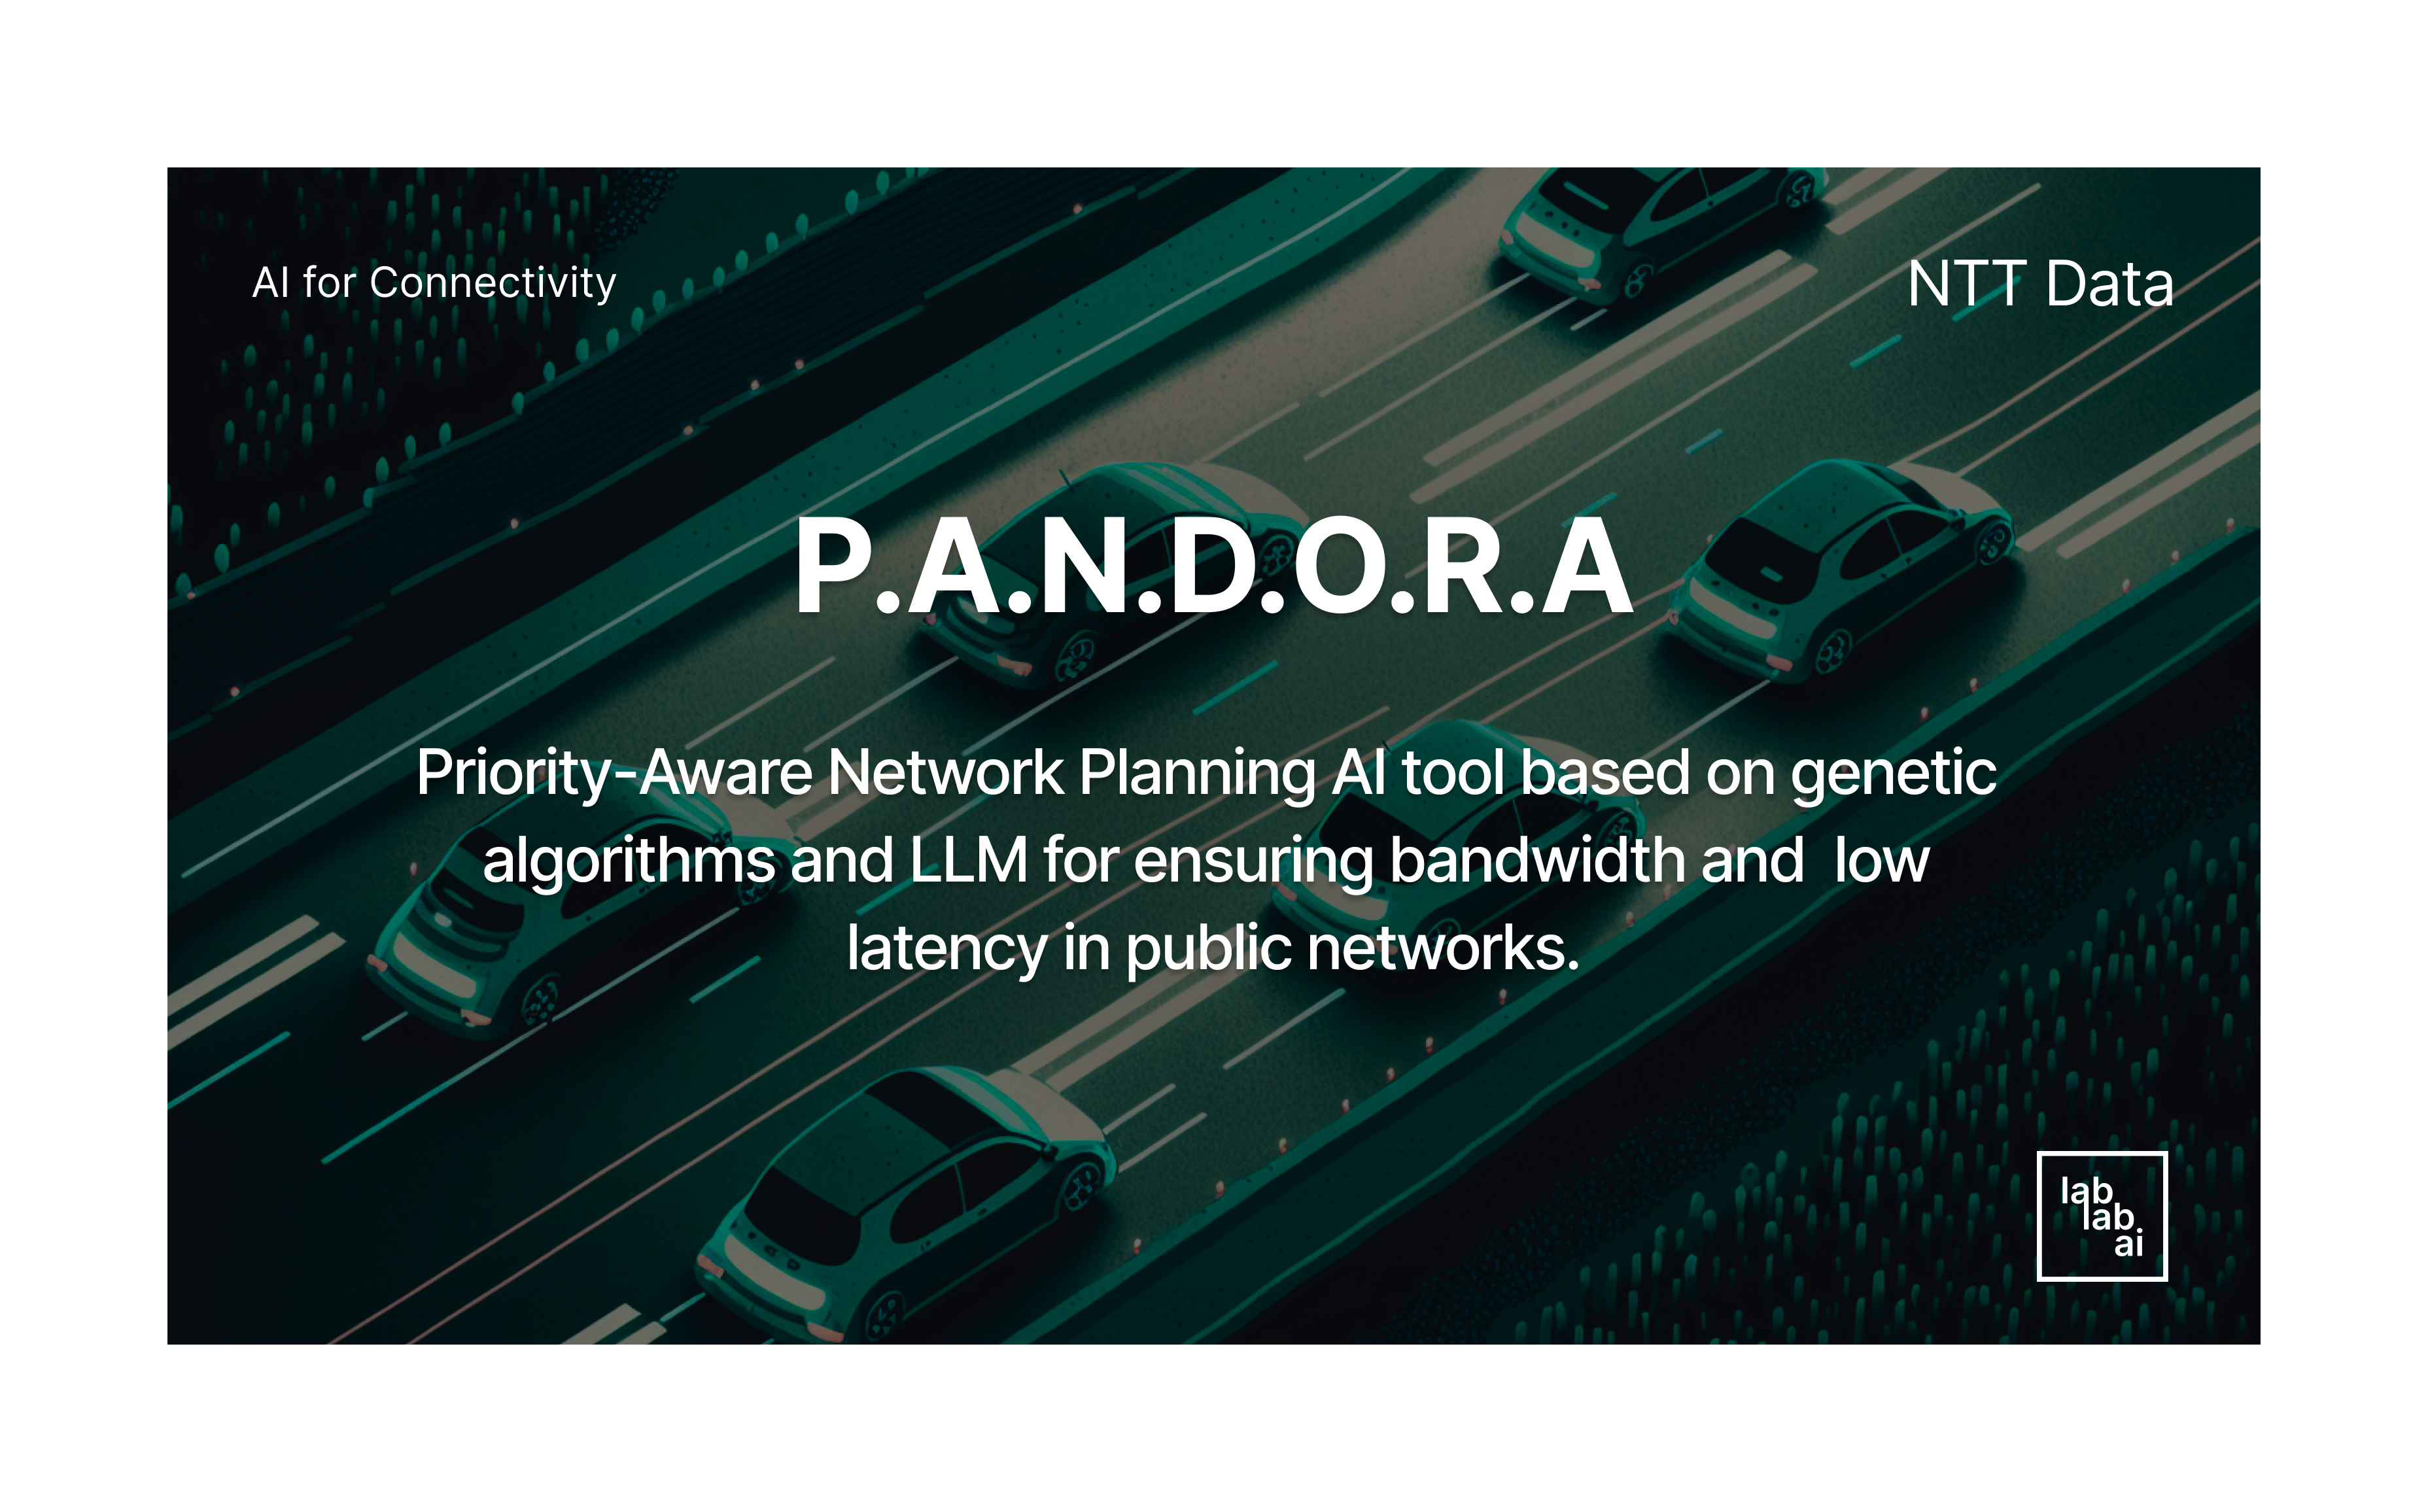 AI for Connectivity
NTT Data
P.A.N.D.O.R.A
Priority-Aware Network Planning AI tool based on genetic
algorithms and LLM for ensuring bandwidth and  low
latency in public networks.
lab
lab
ai